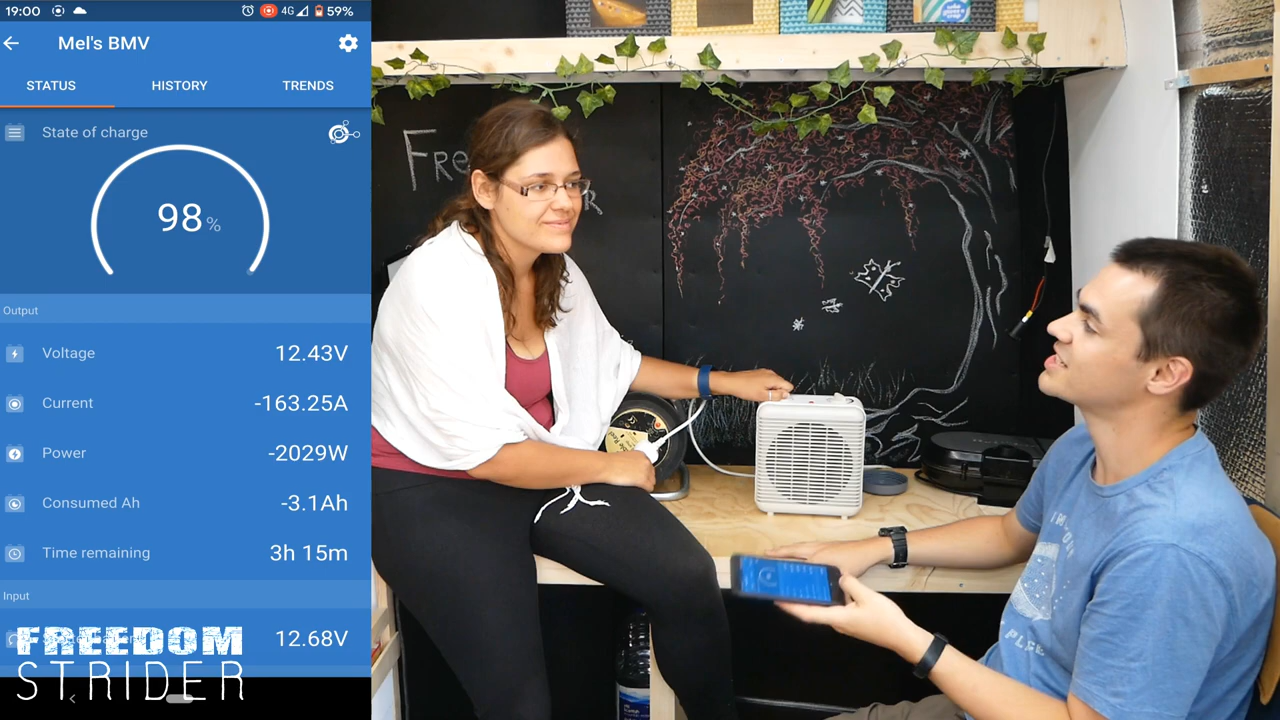 19:00
4G
59%
Mel's BMV
STATUS HISTORY TRENDS
State of charge
98%
Output
Voltage 12.43V
Current -163.25A
Power -2029W
Consumed Ah -3.1Ah
Time remaining 3h 15m
Input
12.68V
FREEDOM
STRIDER